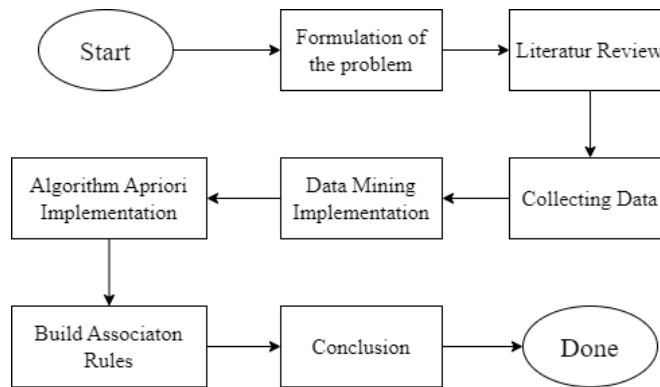 Start
Formulation of
the problem
Literatur Review
Collecting Data
Data Mining
Implementation
Algorithm Apriori
Implementation
Build Associaton
Rules
Conclusion
Done